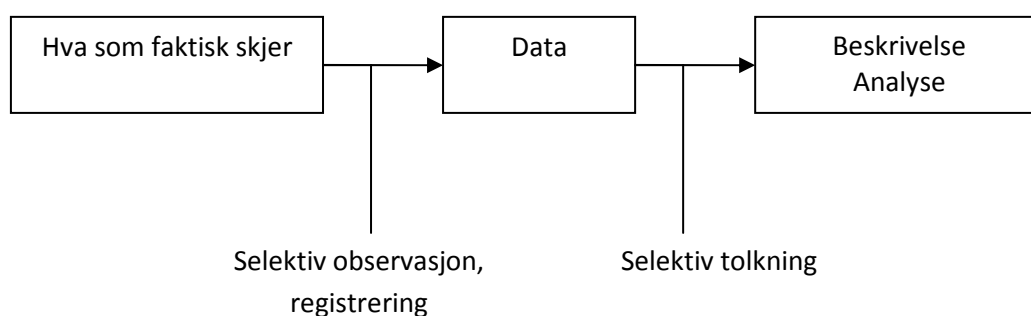 Hva som faktisk skjer
Data
Beskrivelse
Analyse
Selektiv observasjon,
registrering
Selektiv tolkning